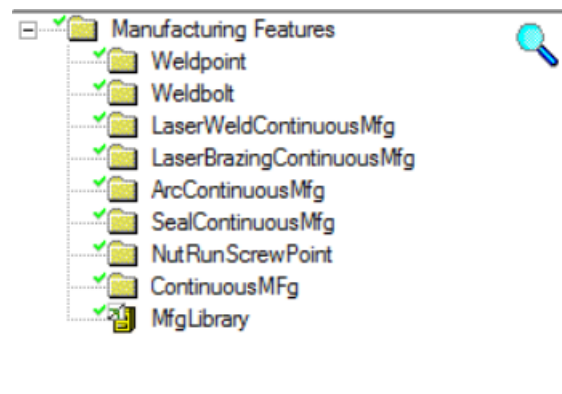 Manufacturing Features
Weldpoint
Weldbolt
LaserWeldContinuousMfg
LaserBrazingContinuousMfg
ArcContinuousMfg
SealContinuousMfg
NutRunScrewPoint
ContinuousMFg
MfgLibrary